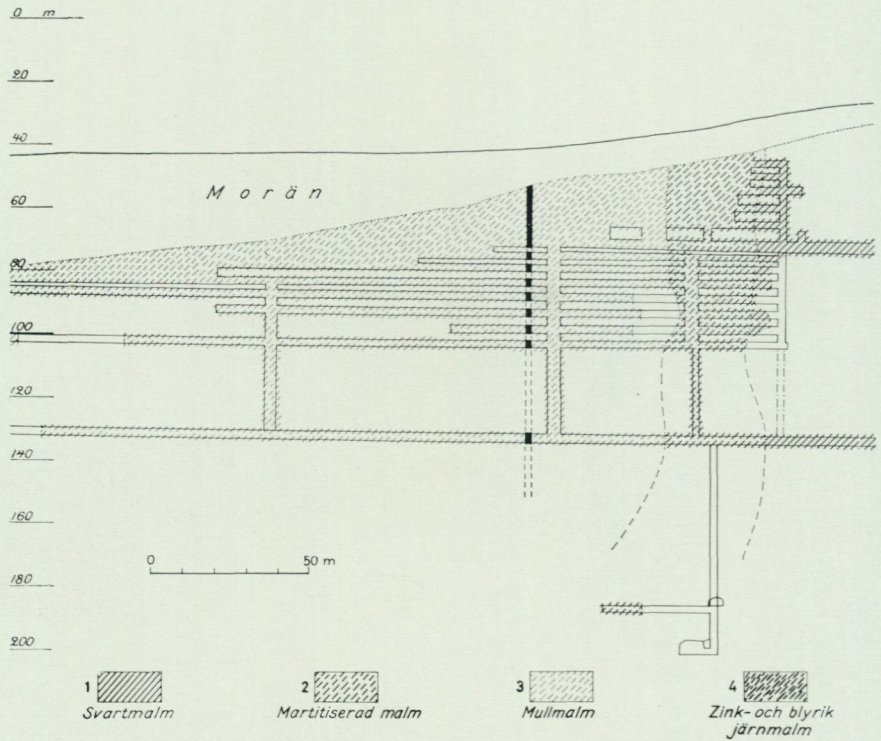 0 m
20
40
Morän
60
80
100
120
140
160
0 50 m
180
200
1
Svartmalm
2
Martitiserad malm
3
Mullmalm
4
Zink- och blyrik
järnmalm